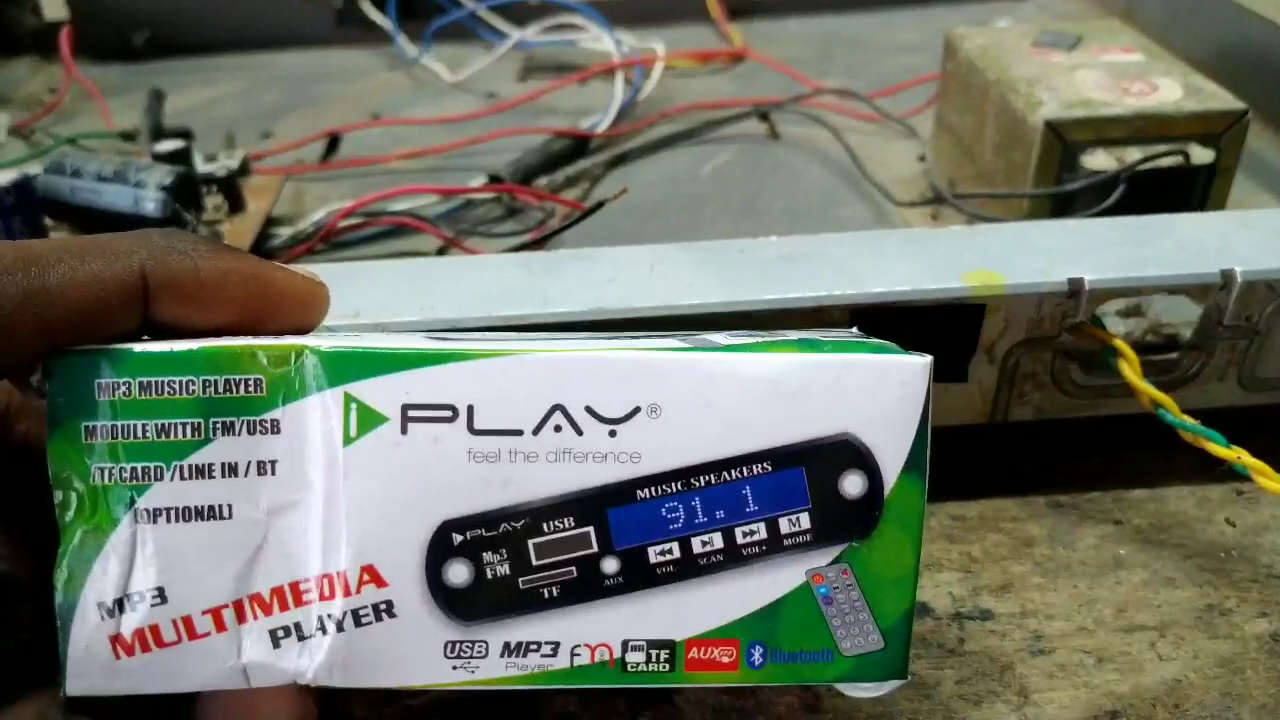 MP3 MUSIC PLAYER
MODULE WITH FM/USB
/TF CARD /LINE IN / BT
(OPTIONAL)
MP3
MULTIMEDIA
PLAYER
i PLAY®
feel the difference
MUSIC SPEAKERS
91.1
PLAY
USB
Mp3
FM
TF
AUX
VOL-
SCAN
VOL+
M
MODE
USB
MP3
Player
fm
TF
CARD
AUX
Bluetooth